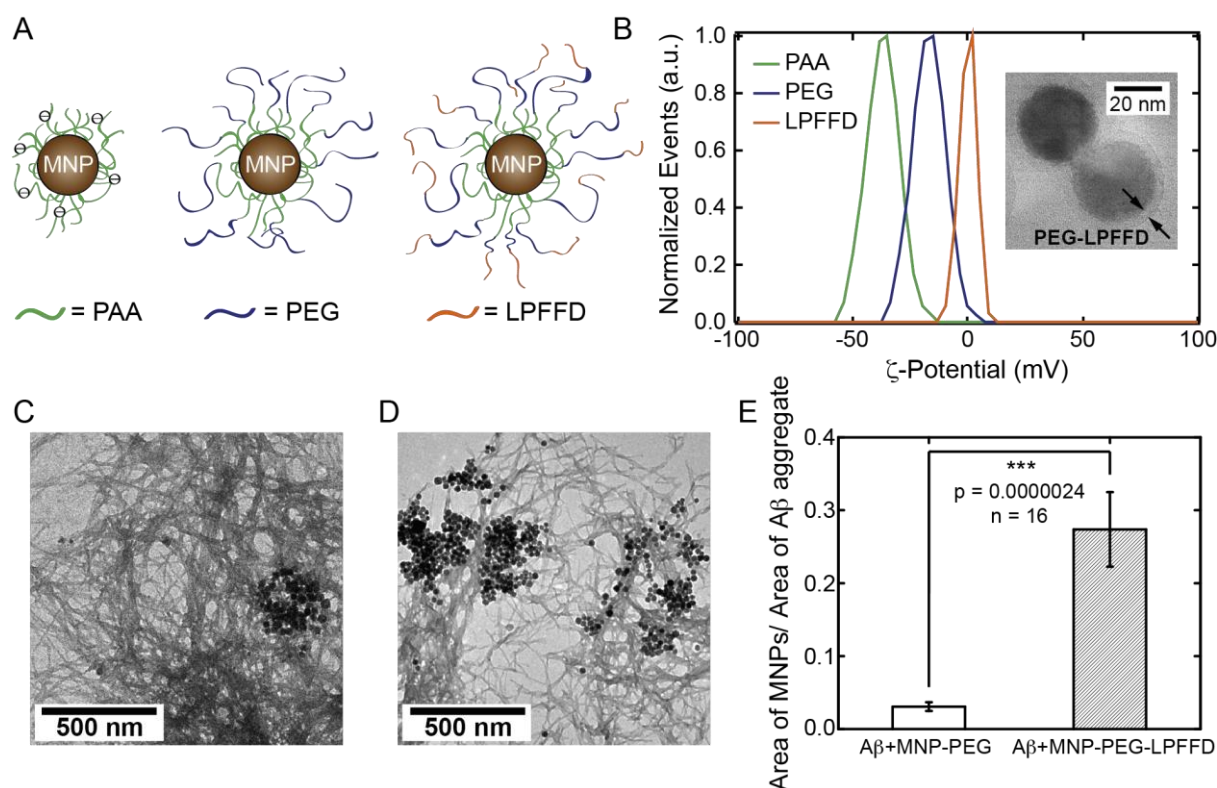 A
MNP
MNP
MNP
= PAA
= PEG
= LPFFD
B
Normalized Events (a.u.)
1.0
0.8
0.6
0.4
0.2
0.0
-100
-50
0
50
100
ζ-Potential (mV)
PAA
PEG
LPFFD
20 nm
PEG-LPFFD
C
500 nm
D
500 nm
E
Area of MNPs/ Area of Aβ aggregate
0.4
0.3
0.2
0.1
0.0
***
p = 0.0000024
n = 16
Aβ+MNP-PEG
Aβ+MNP-PEG-LPFFD